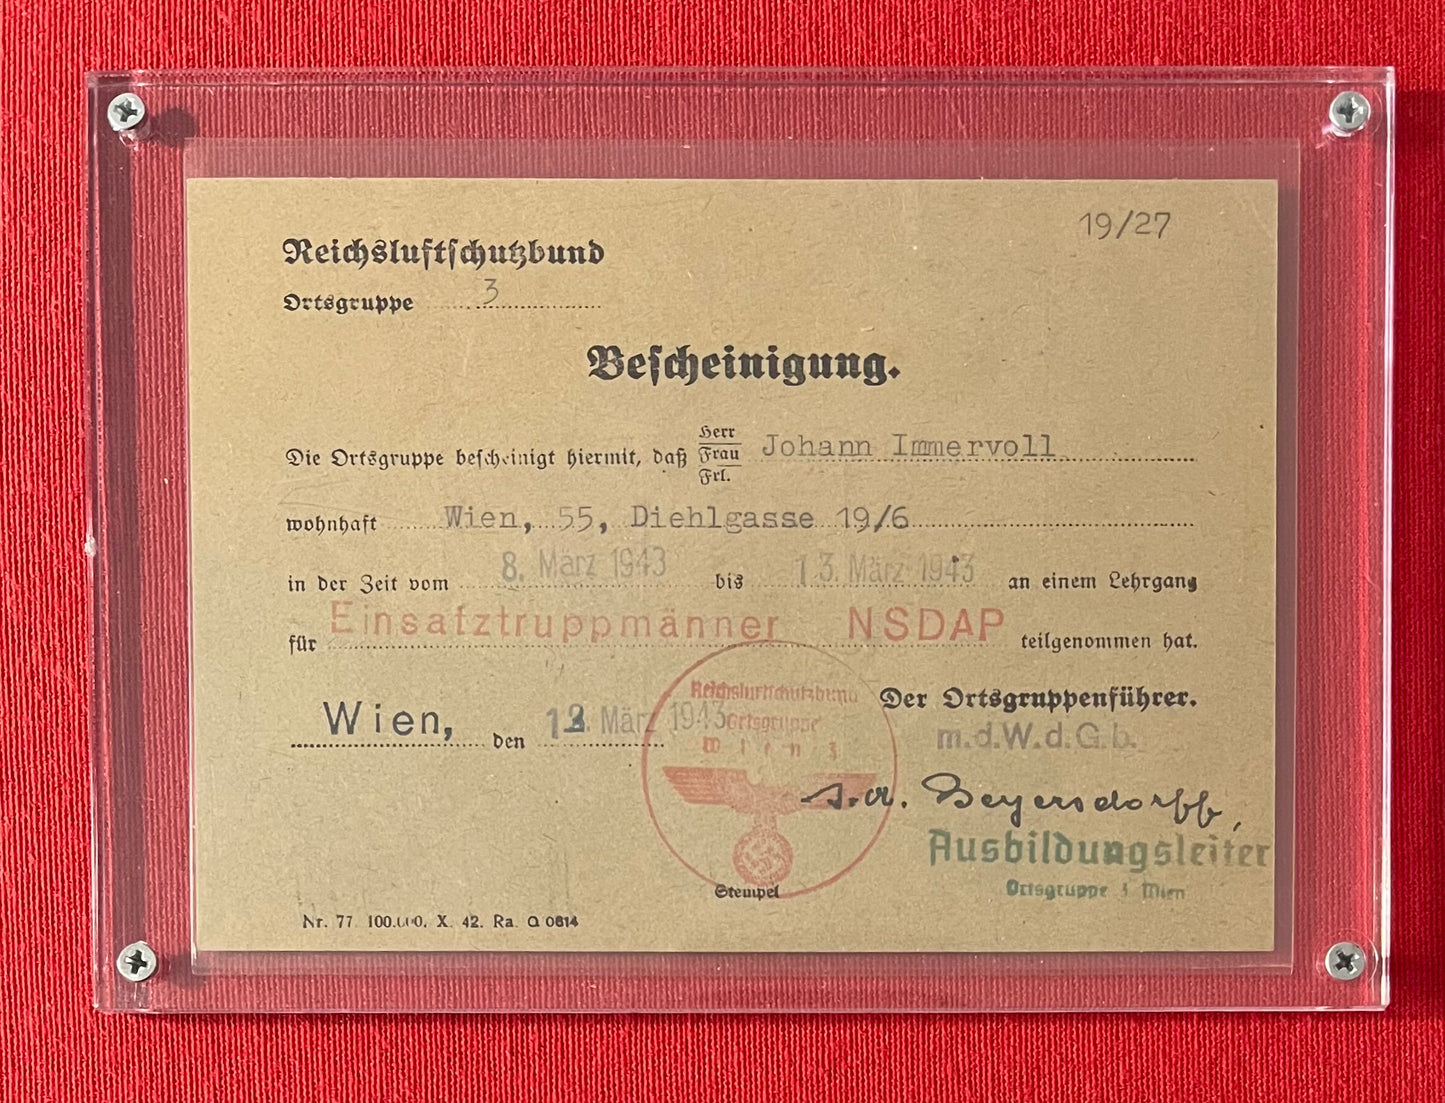 19/27
Reichsluftschutzbund
Ortsgruppe 3
Bescheinigung.
Die Ortsgruppe bescheinigt hiermit, daß Herr Frau Frl. Johann Immervoll
wohnhaft Wien, 55, Diehlgasse 19/6
in der Zeit vom 8. März 1943 bis 13. März 1943 an einem Lehrgang
für Einsatztruppmänner NSDAP teilgenommen hat.
Wien, den März 1943
Der Ortsgruppenführer.
m.d.W.d.G.b.
Reichsluftschutzbund
Ortsgruppe
Wien 3
Beyersdorff,
Ausbildungsleiter
Ortsgruppe Wien
Stempel
Nr. 77 100.000. X. 42. Ra. Q 0614